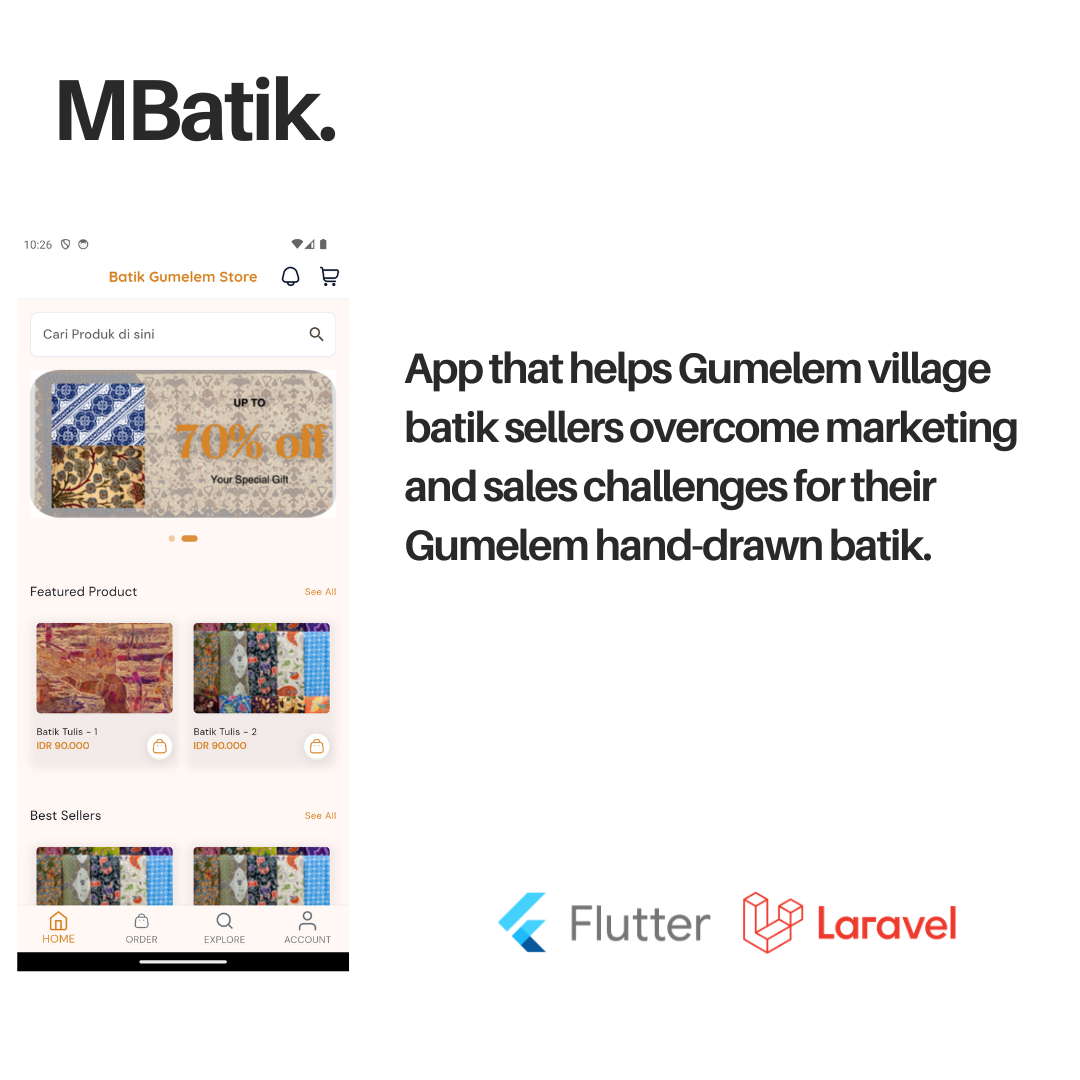 MBatik.
10:26
Batik Gumelem Store
Cari Produk di sini
UP TO
70% off
Your Special Gift
Featured Product
See All
Batik Tulis - 1
IDR 90.000
Batik Tulis - 2
IDR 90.000
Best Sellers
See All
HOME
ORDER
EXPLORE
ACCOUNT
App that helps Gumelem village
batik sellers overcome marketing
and sales challenges for their
Gumelem hand-drawn batik.
Flutter
Laravel